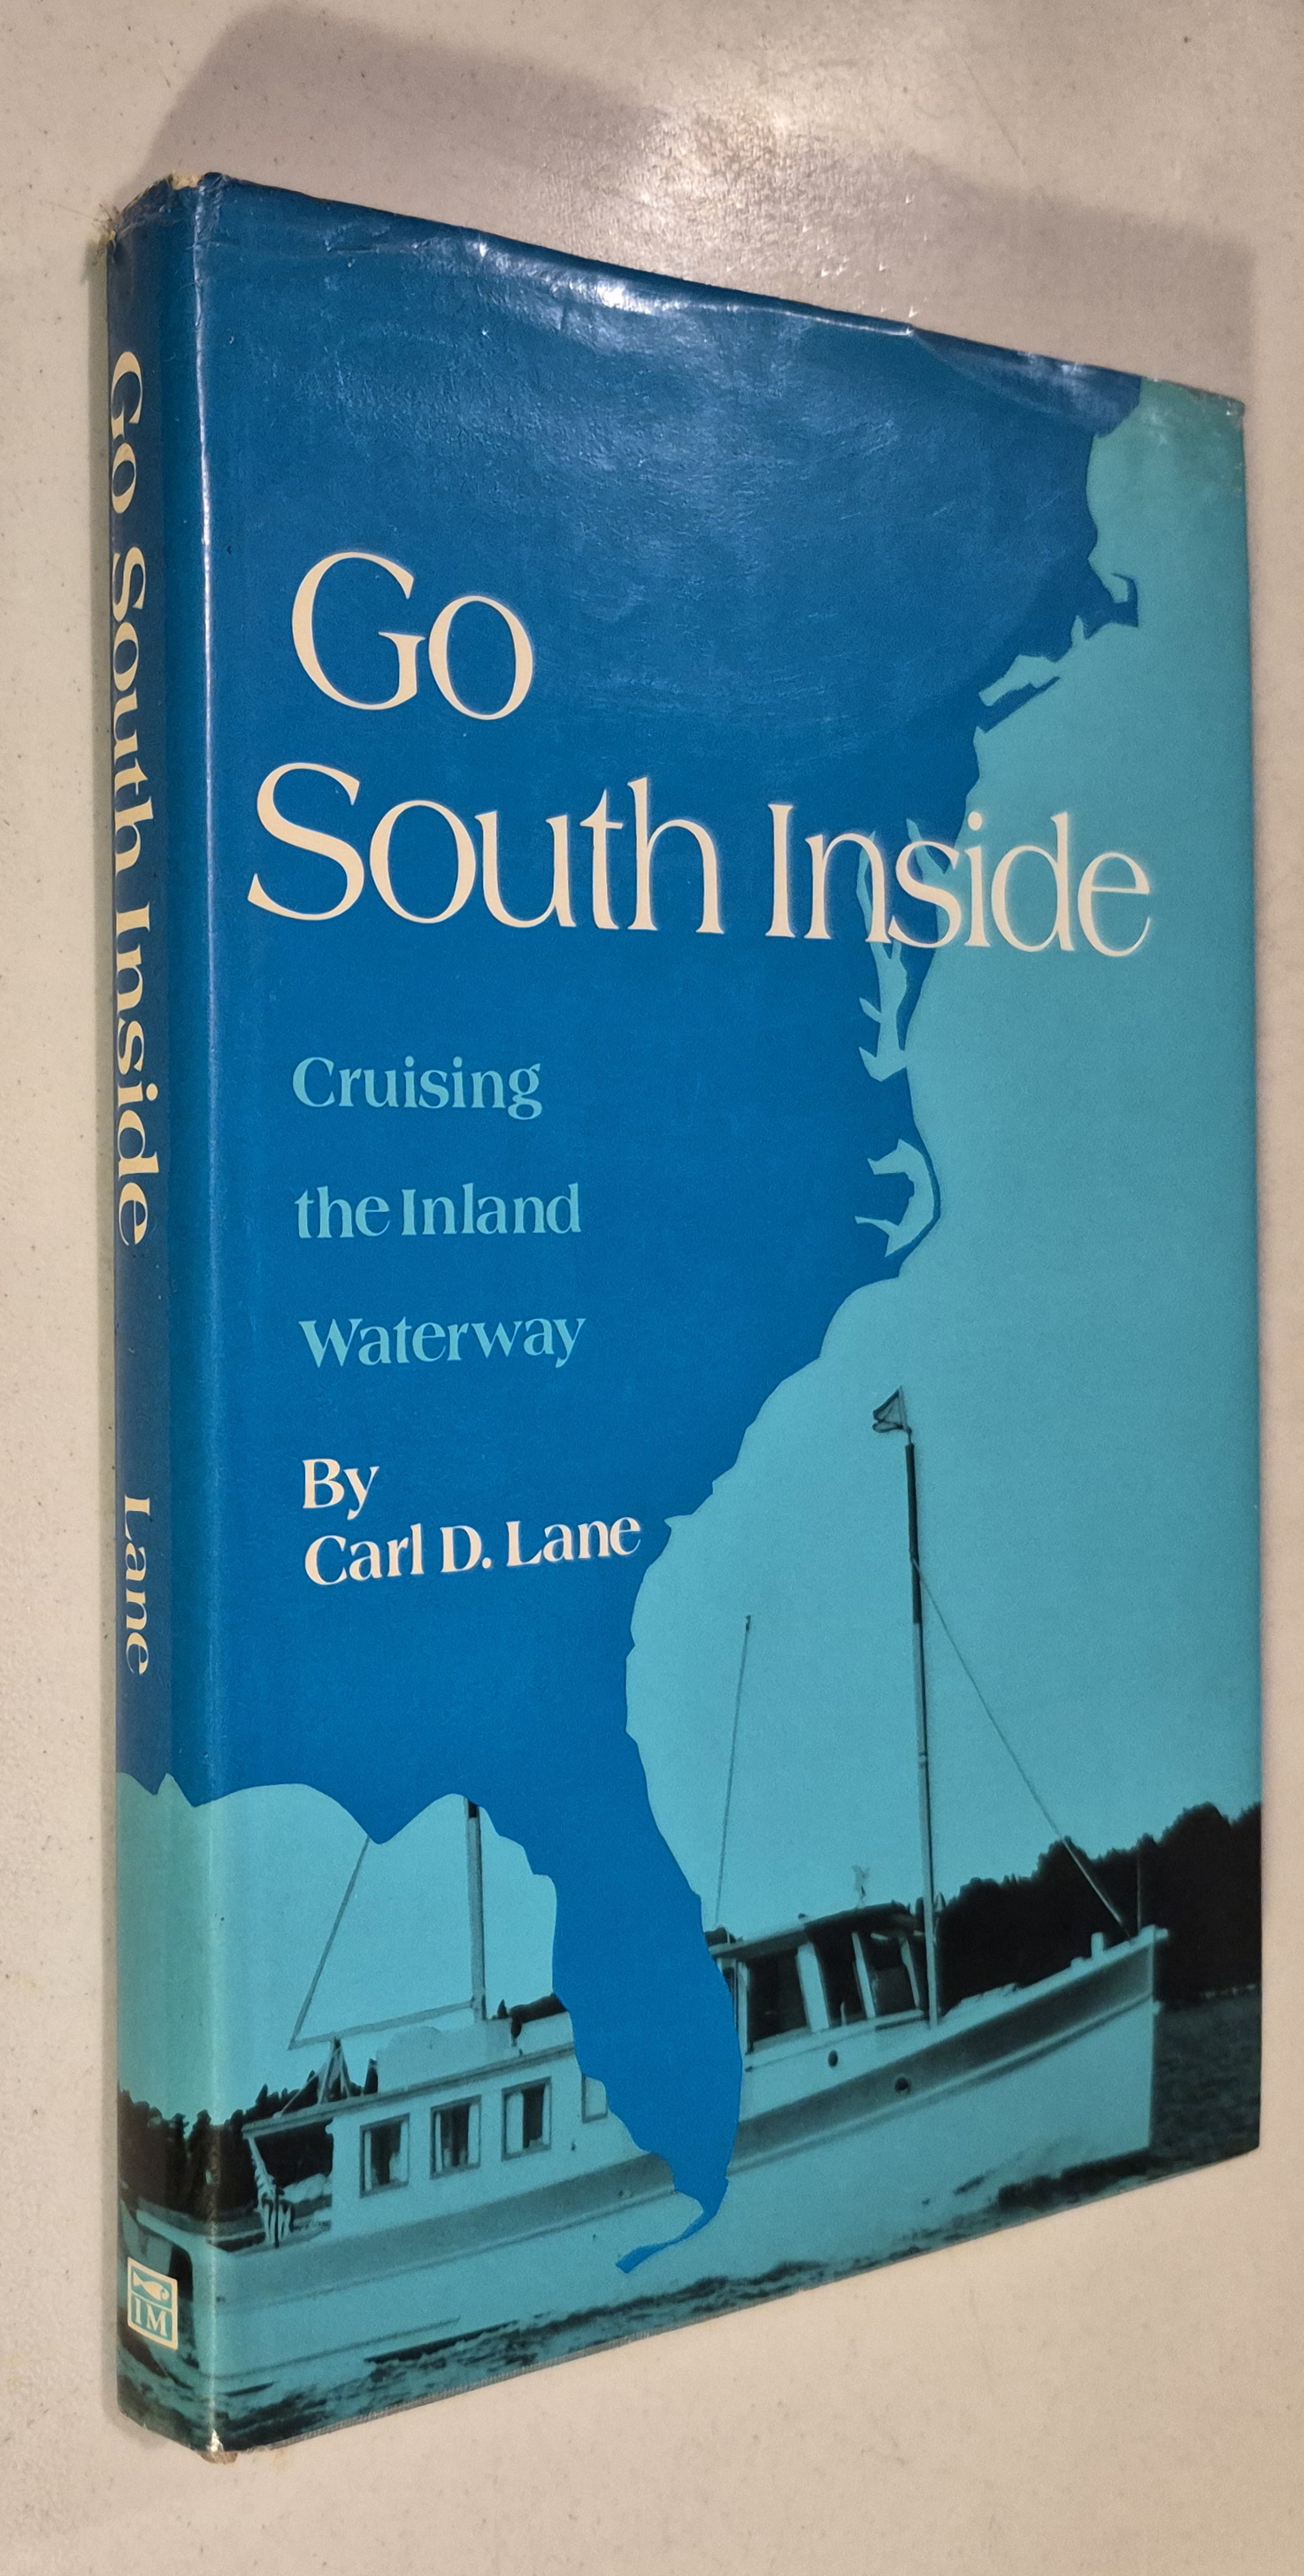 Go South Inside
Lane
IM
Go
South Inside
Cruising
the Inland
Waterway
By
Carl D. Lane